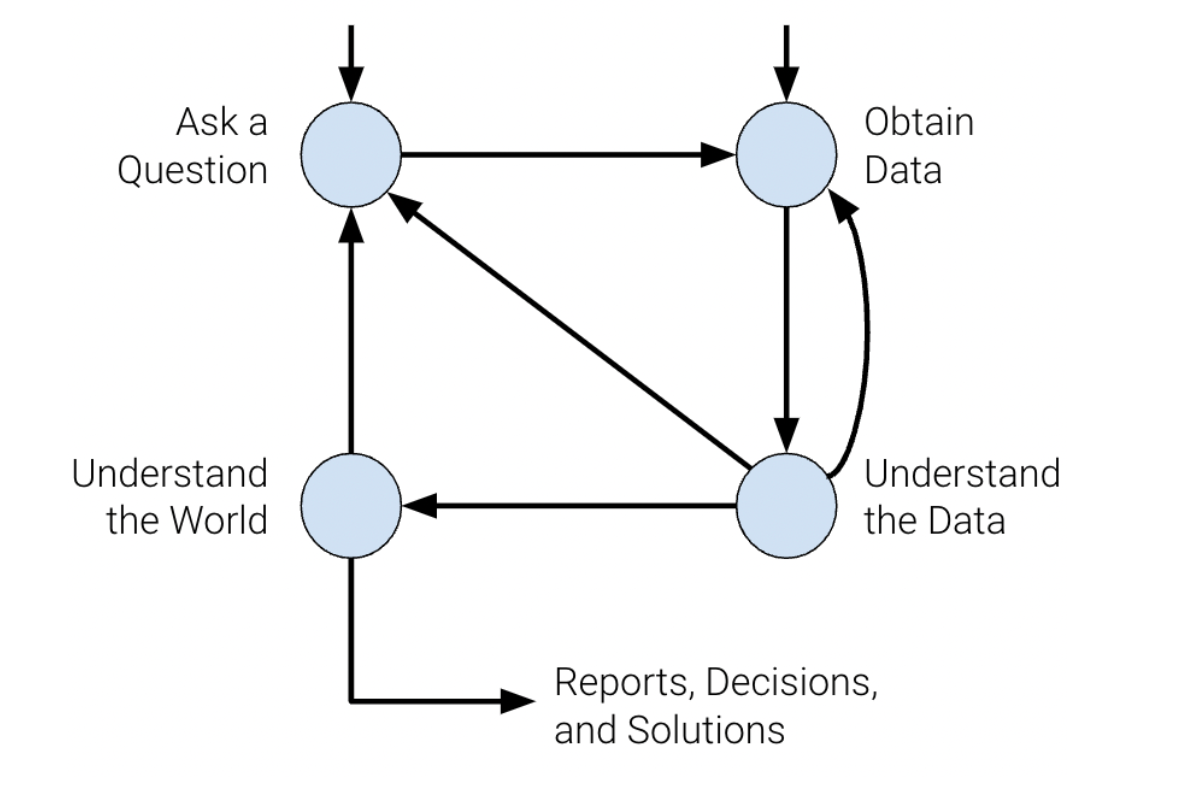 Ask a
Question
Obtain
Data
Understand
the World
Understand
the Data
Reports, Decisions,
and Solutions